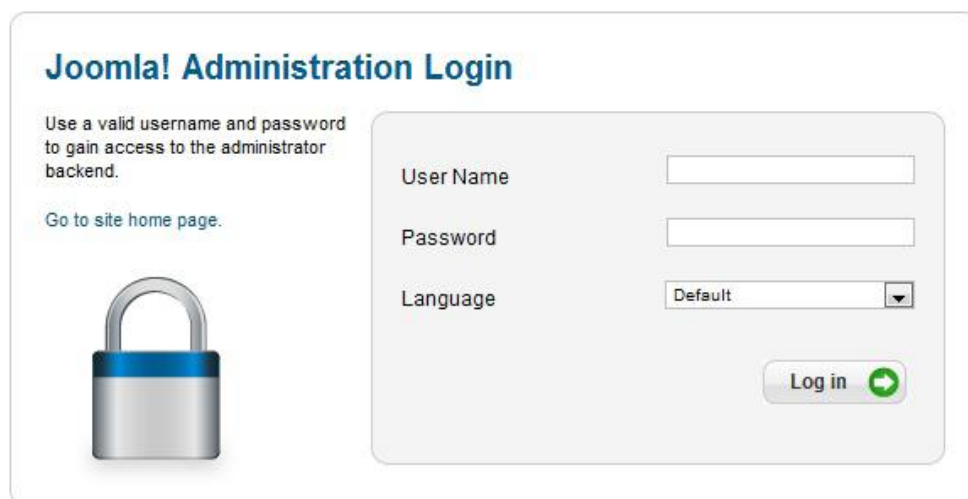 Joomla! Administration Login
Use a valid username and password
to gain access to the administrator
backend.
Go to site home page.
User Name
Password
Language
Default
Log in